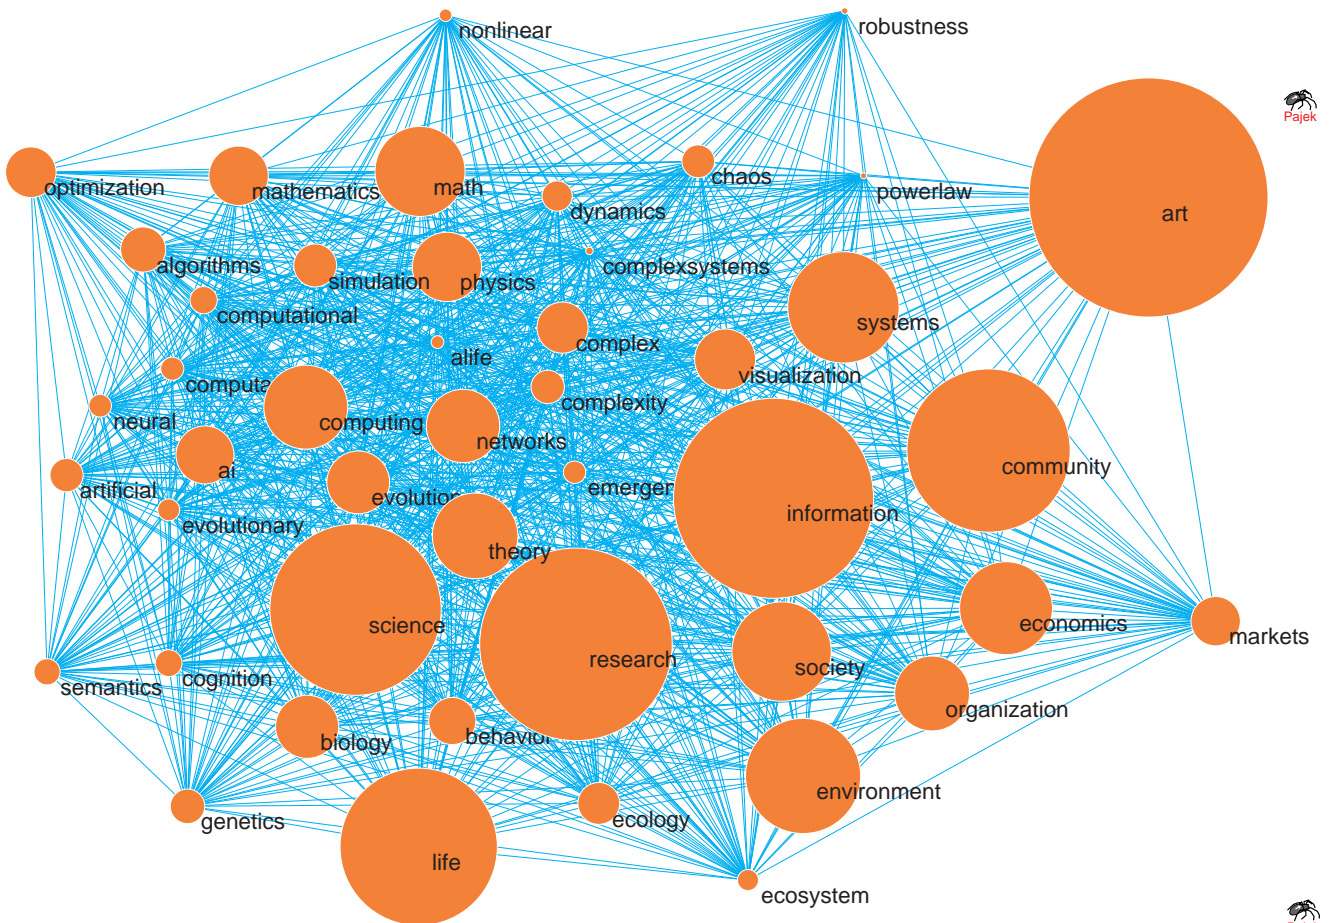 nonlinear
robustness
Pajek
optimization
mathematics
math
chaos
powerlaw
art
dynamics
algorithms
simulation
physics
complexsystems
computational
systems
complex
alife
visualization
computa
complexity
neural
computing
networks
ai
community
artificial
evolution
emergen
information
evolutionary
theory
science
research
economics
markets
society
semantics
cognition
organization
biology
behavior
environment
genetics
ecology
life
ecosystem